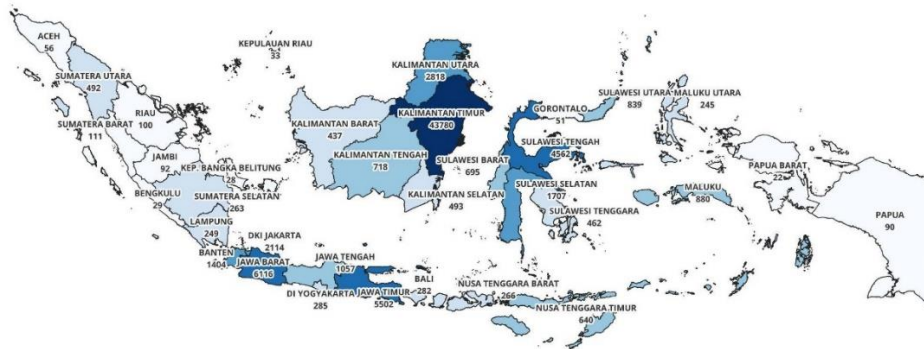 ACEH
56
KEPULAUAN RIAU
33
SUMATERA UTARA
492
RIAU
100
SUMATERA BARAT
111
JAMBI
92
KEP. BANGKA BELITUNG
28
BENGKULU
29
SUMATERA SELATAN
263
LAMPUNG
249
DKI JAKARTA
2114
BANTEN
1404
JAWA BARAT
6116
JAWA TENGAH
1057
DI YOGYAKARTA
285
JAWA TIMUR
5502
BALI
282
NUSA TENGGARA BARAT
266
NUSA TENGGARA TIMUR
640
KALIMANTAN UTARA
2818
KALIMANTAN TIMUR
43780
KALIMANTAN BARAT
437
KALIMANTAN TENGAH
718
KALIMANTAN SELATAN
493
SULAWESI BARAT
695
GORONTALO
51
SULAWESI UTARA
839
MALUKU UTARA
245
SULAWESI TENGAH
4562
SULAWESI SELATAN
1707
SULAWESI TENGGARA
462
MALUKU
880
PAPUA BARAT
22
PAPUA
90